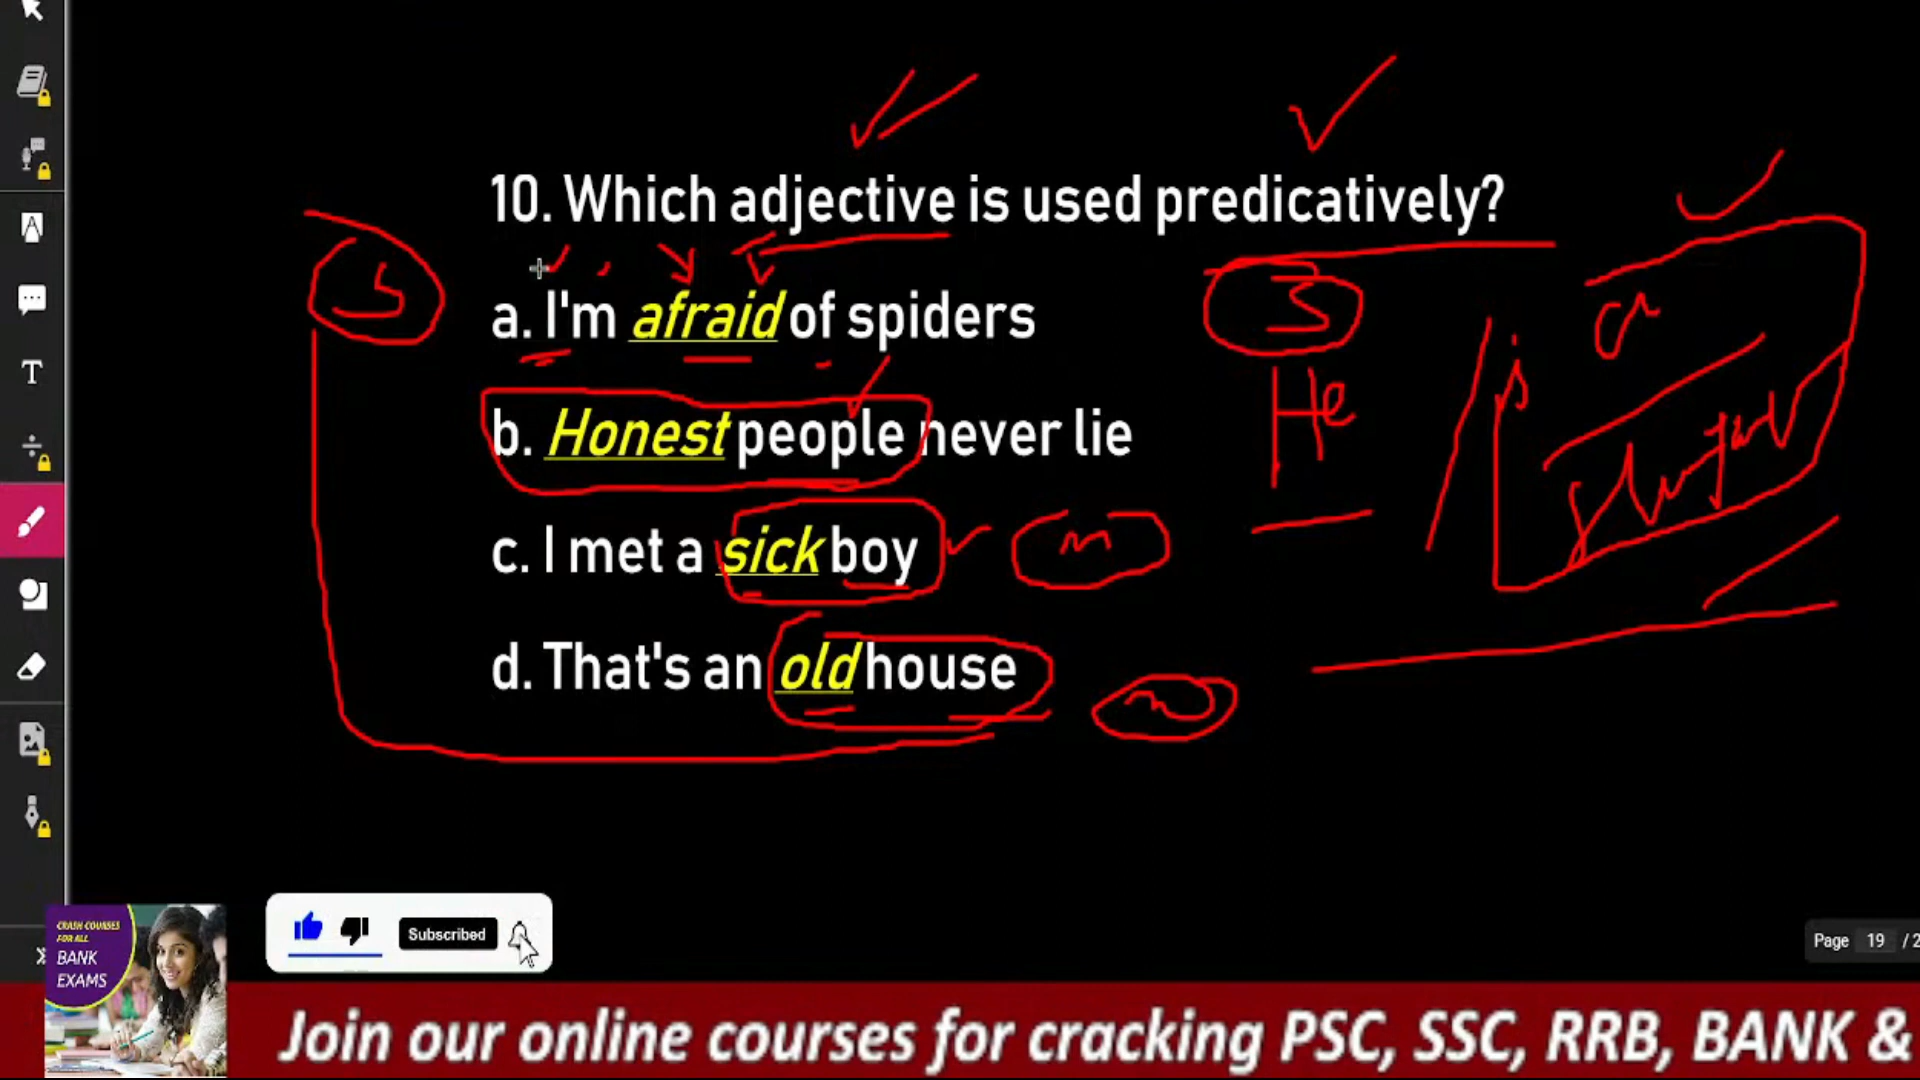 10. Which adjective is used predicatively?
S
a. I'm afraid of spiders
S
a
He
is
b. Honest people never lie
c. I met a sick boy
n
d. That's an old house
n
CRASH COURSES
FOR ALL
BANK
EXAMS
Subscribed
Page 19 / 2
Join our online courses for cracking PSC, SSC, RRB, BANK &